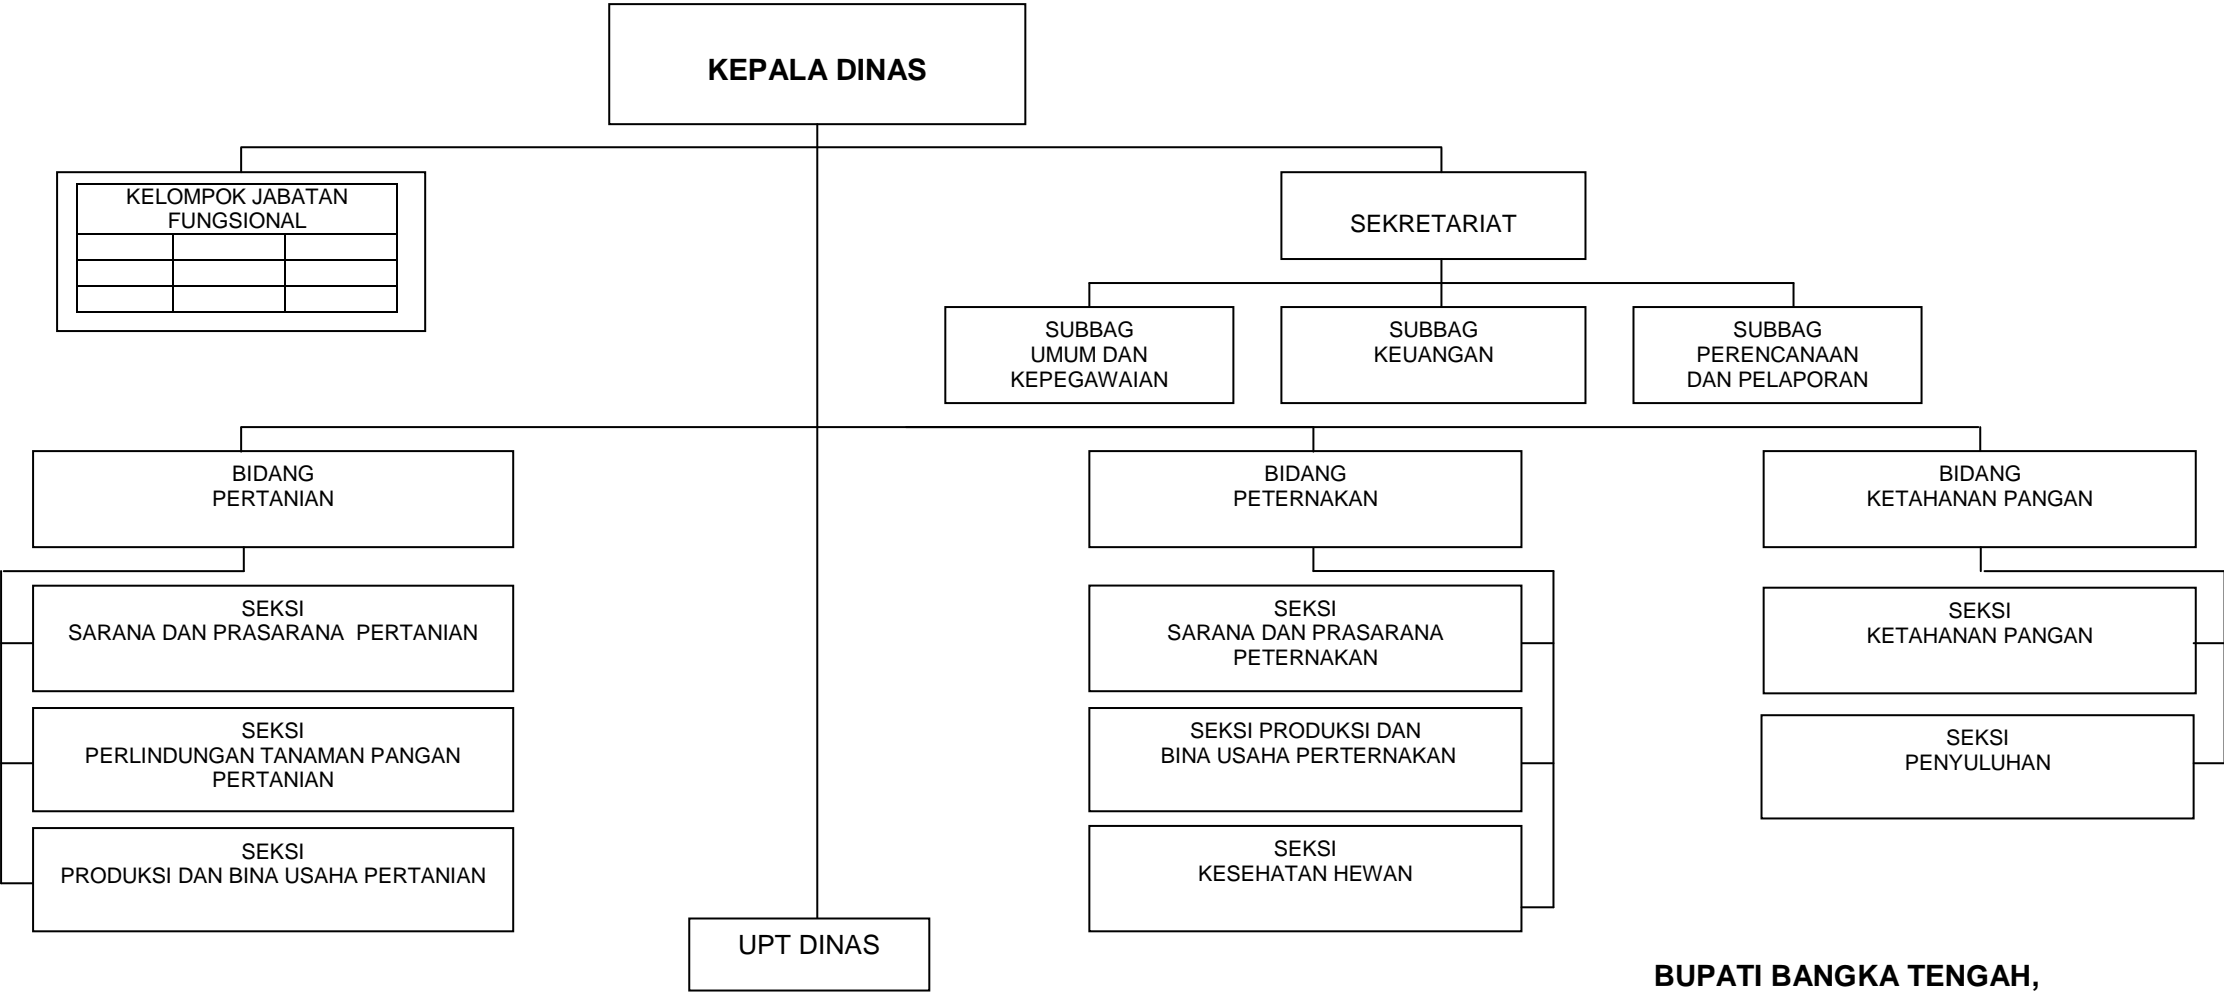 KEPALA DINAS
KELOMPOK JABATAN
FUNGSIONAL
SEKRETARIAT
SUBBAG
UMUM DAN
KEPEGAWAIAN
SUBBAG
KEUANGAN
SUBBAG
PERENCANAAN
DAN PELAPORAN
BIDANG
PERTANIAN
BIDANG
PETERNAKAN
BIDANG
KETAHANAN PANGAN
SEKSI
SARANA DAN PRASARANA  PERTANIAN
SEKSI
PERLINDUNGAN TANAMAN PANGAN
PERTANIAN
SEKSI
PRODUKSI DAN BINA USAHA PERTANIAN
SEKSI
SARANA DAN PRASARANA
PETERNAKAN
SEKSI PRODUKSI DAN
BINA USAHA PERTERNAKAN
SEKSI
KESEHATAN HEWAN
SEKSI
KETAHANAN PANGAN
SEKSI
PENYULUHAN
UPT DINAS
BUPATI BANGKA TENGAH,